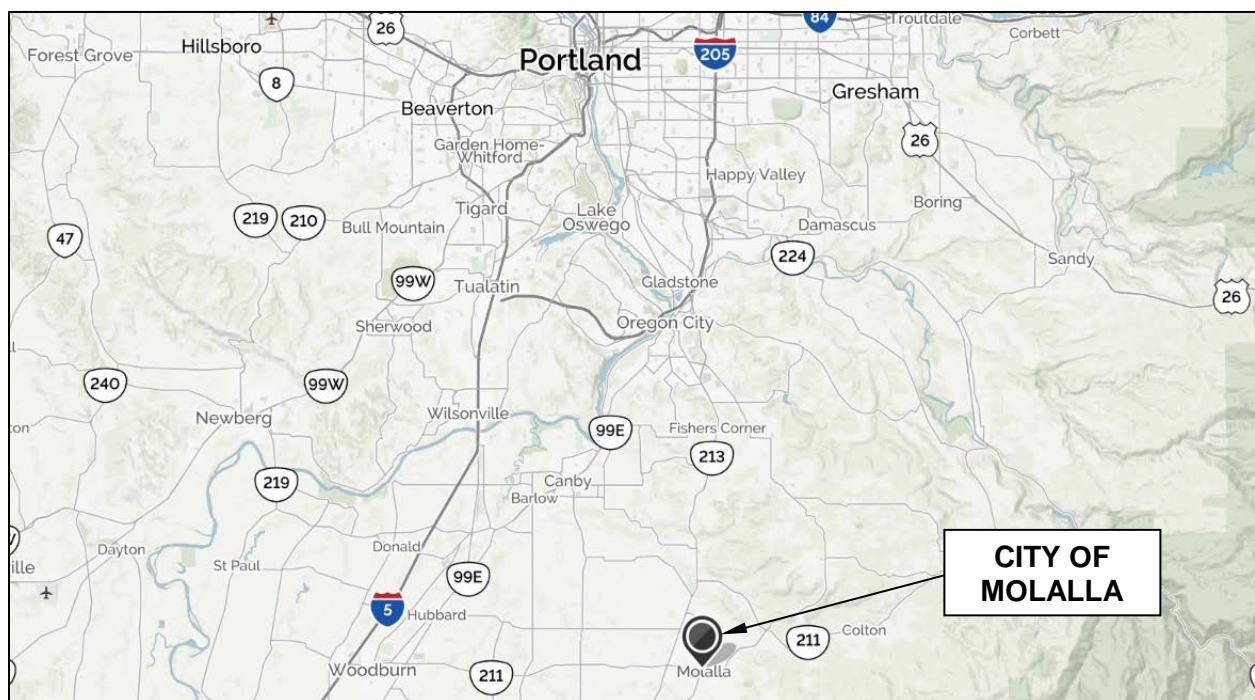 84
Troutdale
26
Corbett
Forest Grove
Hillsboro
Portland
205
8
Gresham
Beaverton
26
Garden Home-
Whitford
Happy Valley
219
210
Tigard
Lake
Oswego
Boring
47
Bull Mountain
Damascus
224
Sandy
99W
Tualatin
Gladstone
26
Sherwood
Oregon City
240
99W
Newberg
Wilsonville
99E
Fishers Corner
213
219
Canby
Barlow
Dayton
Donald
St Paul
99E
CITY OF
MOLALLA
5
Hubbard
211
Colton
Woodburn
211
Molalla